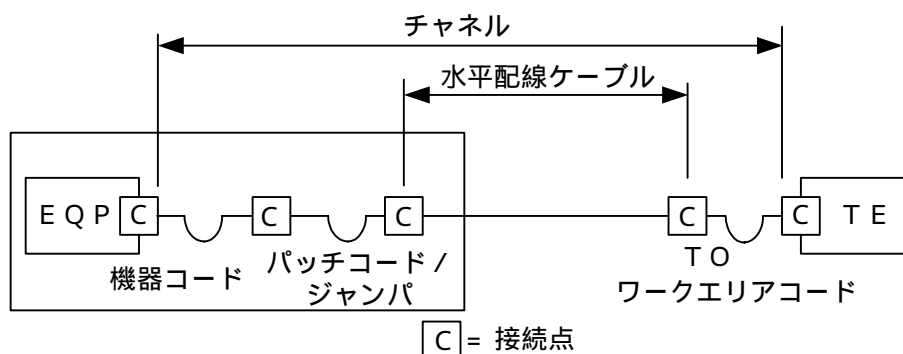 チャネル
水平配線ケーブル
EQP C C C C C TE
機器コード
パッチコード/
ジャンパ
TO
ワークエリアコード
C = 接続点